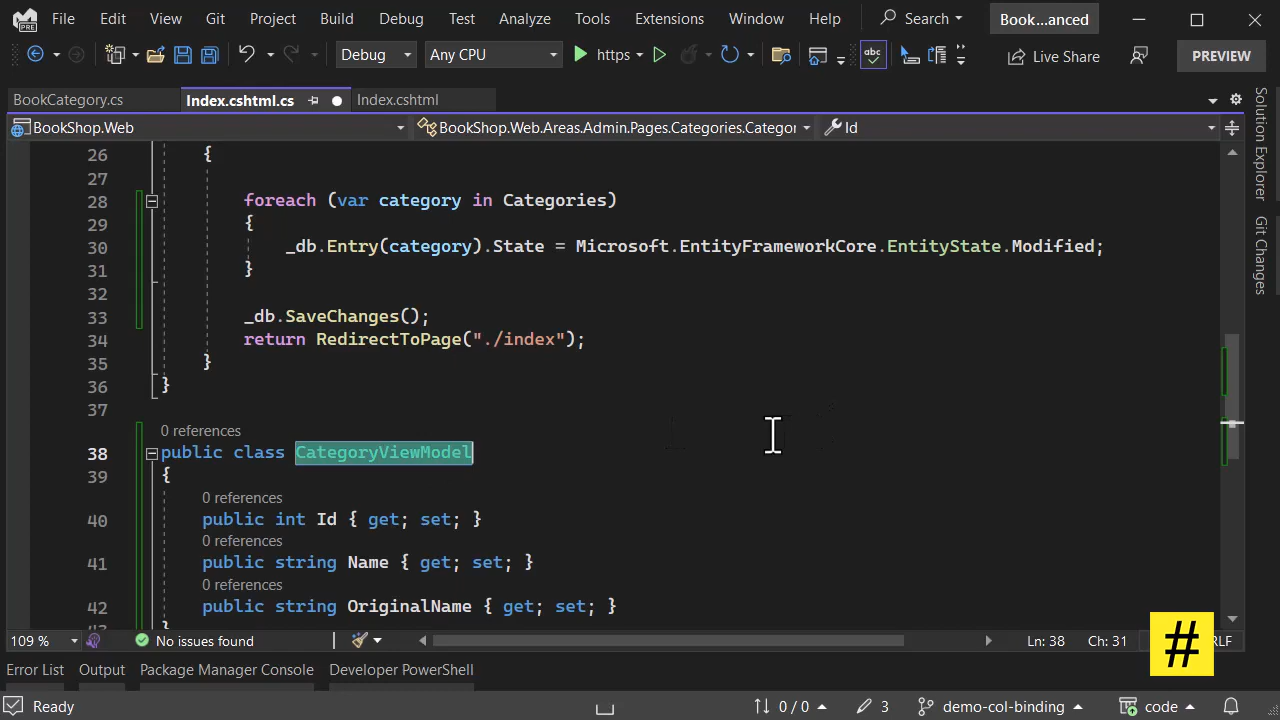 File Edit View Git Project Build Debug Test Analyze Tools Extensions Window Help Search Book...anced
PRE
Debug Any CPU https abc Live Share PREVIEW
BookCategory.cs Index.cshtml.cs Index.cshtml
BookShop.Web BookShop.Web.Areas.Admin.Pages.Categories.Categor Id
Solution Explorer
Git Changes
26 {
27
28 foreach (var category in Categories)
29 {
30 _db.Entry(category).State = Microsoft.EntityFrameworkCore.EntityState.Modified;
31 }
32
33 _db.SaveChanges();
34 return RedirectToPage("./index");
35 }
36 }
37
0 references
38 public class CategoryViewModel
39 {
0 references
40 public int Id { get; set; }
0 references
41 public string Name { get; set; }
0 references
42 public string OriginalName { get; set; }
109 % No issues found Ln: 38 Ch: 31 RLF
#
Error List Output Package Manager Console Developer PowerShell
Ready 0 / 0 3 demo-col-binding code